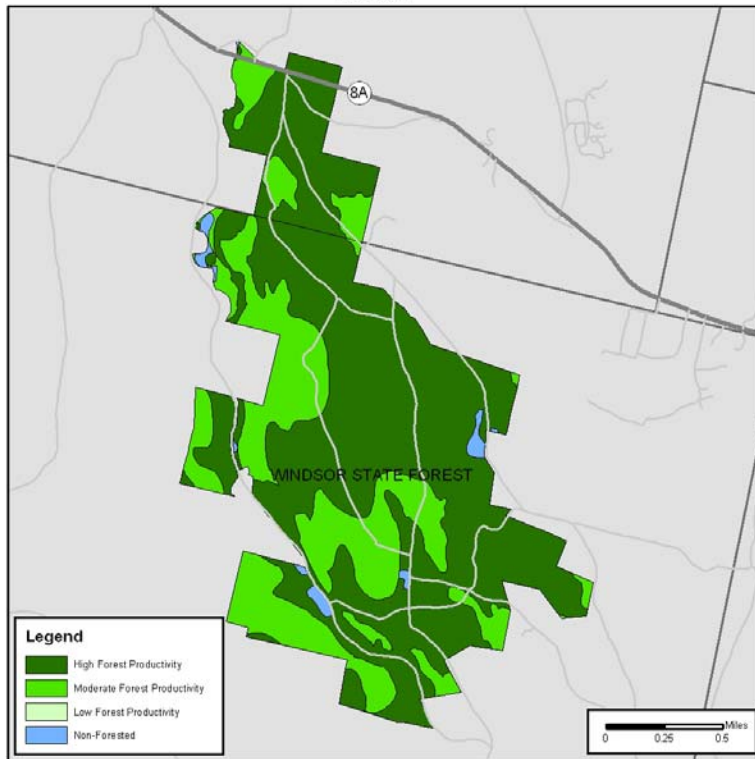 8A
WINDSOR STATE FOREST
Legend
High Forest Productivity
Moderate Forest Productivity
Low Forest Productivity
Non-Forested
Miles
0 0.25 0.5